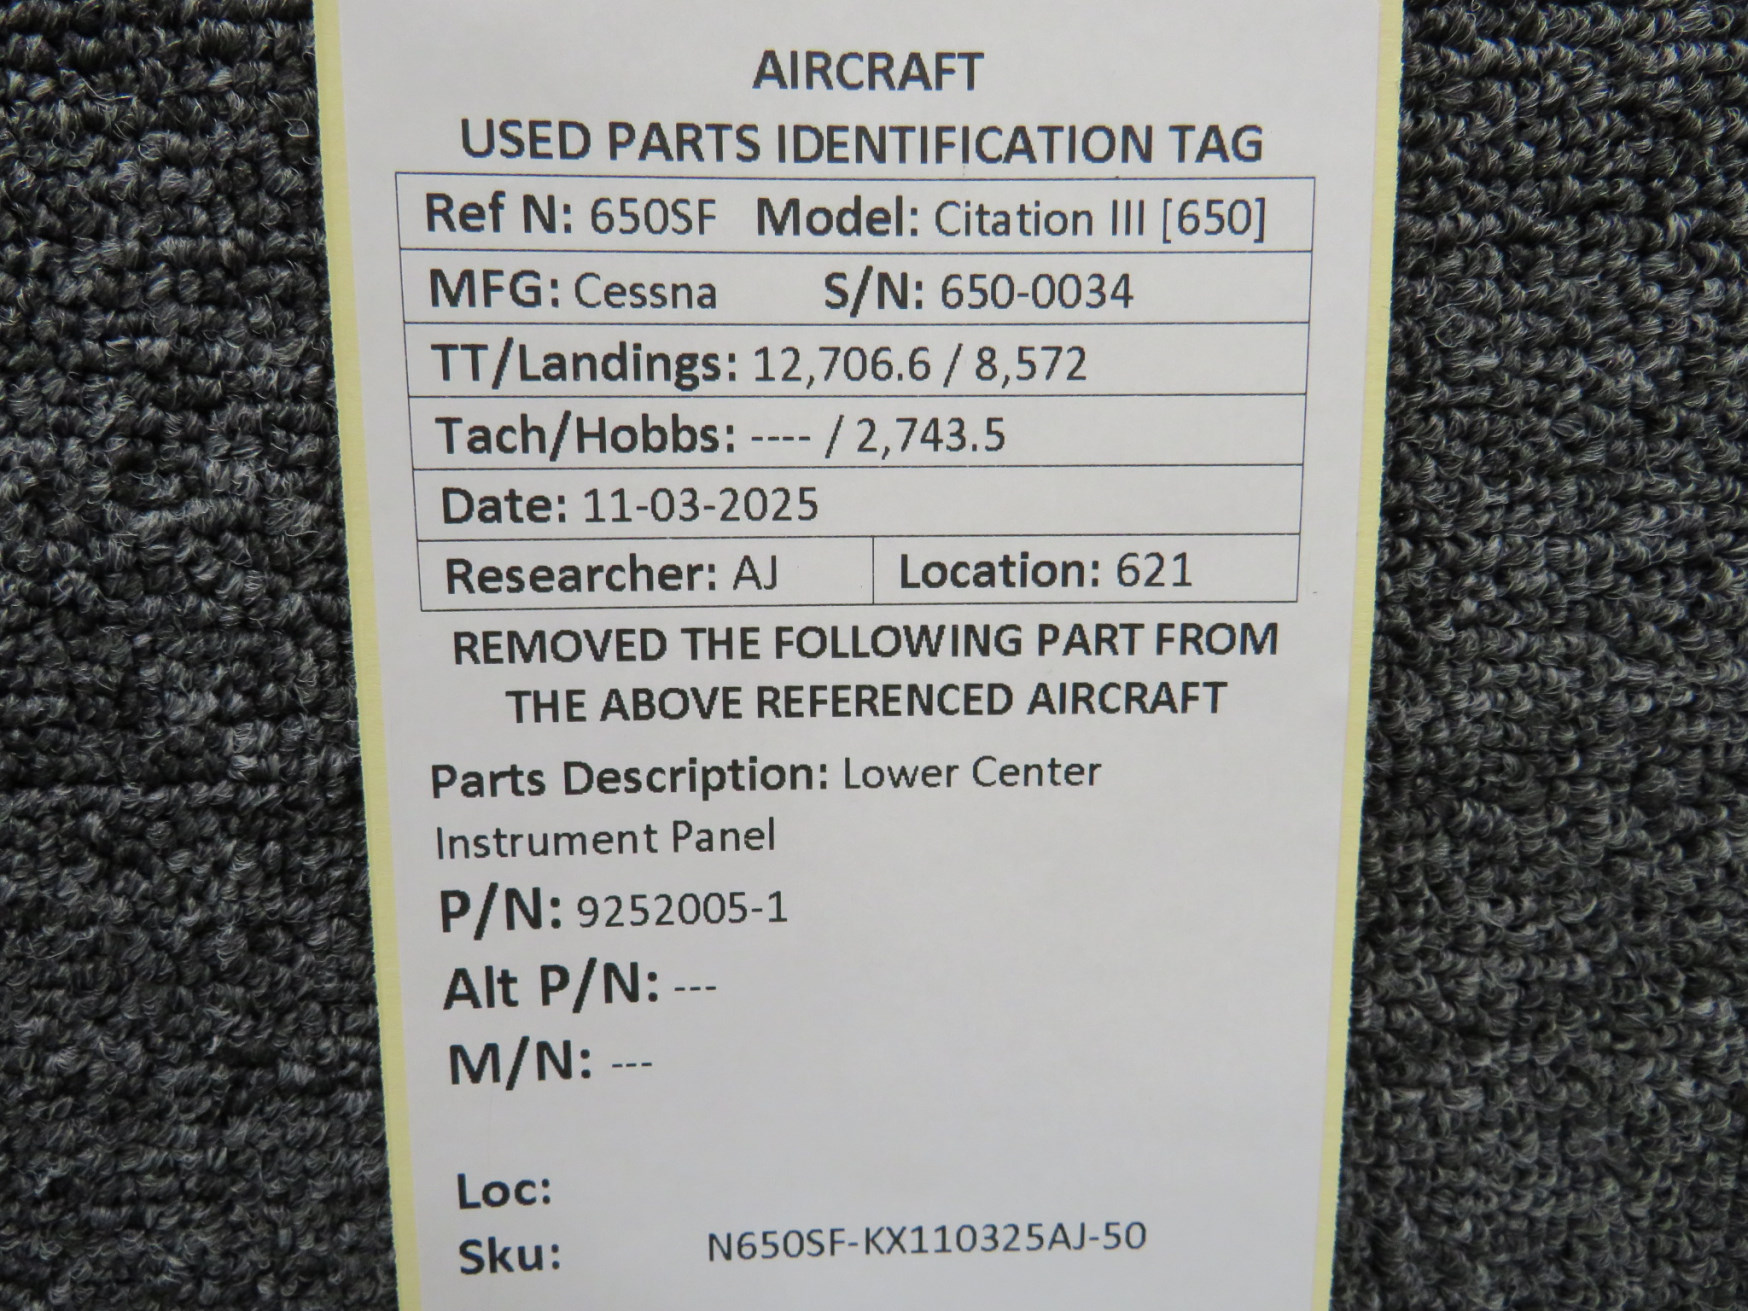 AIRCRAFT
USED PARTS IDENTIFICATION TAG
Ref N: 650SF Model: Citation III [650]
MFG: Cessna S/N: 650-0034
TT/Landings: 12,706.6 / 8,572
Tach/Hobbs: ---- / 2,743.5
Date: 11-03-2025
Researcher: AJ Location: 621
REMOVED THE FOLLOWING PART FROM
THE ABOVE REFERENCED AIRCRAFT
Parts Description: Lower Center
Instrument Panel
P/N: 9252005-1
Alt P/N: ---
M/N: ---
Loc:
Sku: N650SF-KX110325AJ-50